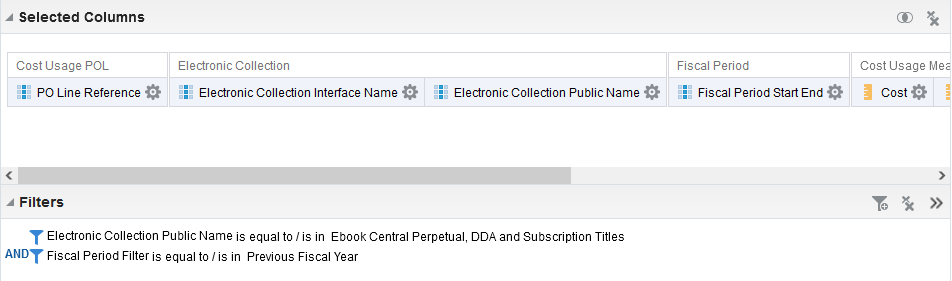 Selected Columns
Cost Usage POL Electronic Collection Fiscal Period Cost Usage Mea
PO Line Reference Electronic Collection Interface Name Electronic Collection Public Name Fiscal Period Start End Cost
Filters
Electronic Collection Public Name is equal to / is in Ebook Central Perpetual, DDA and Subscription Titles
AND Fiscal Period Filter is equal to / is in Previous Fiscal Year